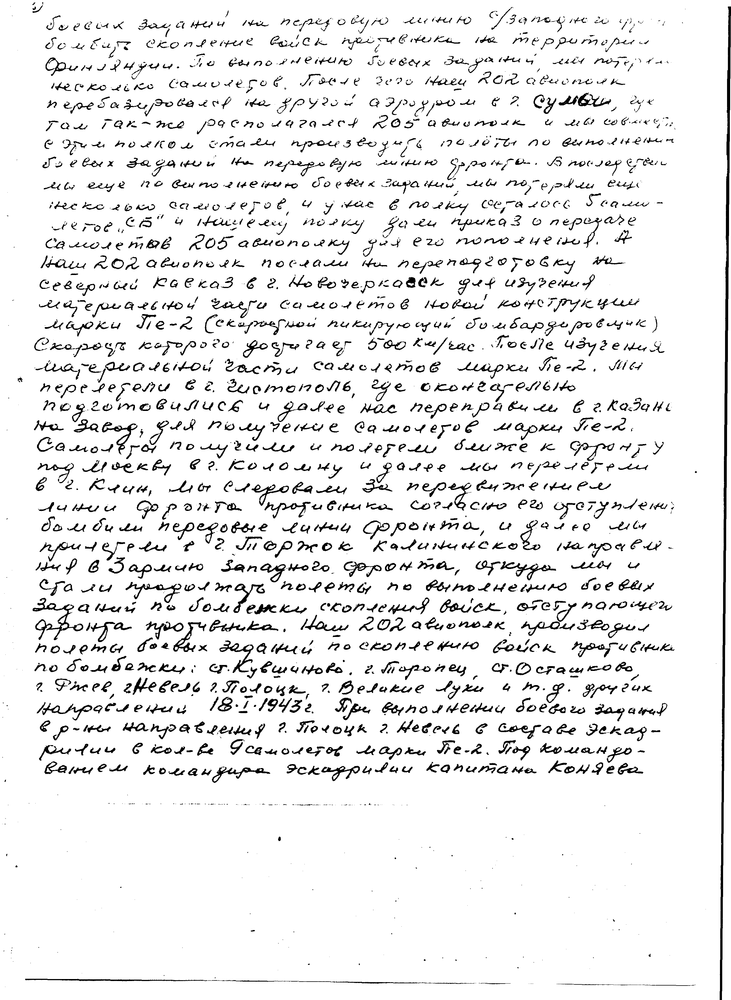 боевых заданий на передовую линию с/западного
бомбить скопление войск противника на территории
Финляндии. По выполнению боевых заданий, мы потеряли
несколько самолетов. После чего наш 202 авиополк
перебазировался на другой аэродром в г. Сумы, где
там так-же располагался 205 авиополк и мы совместн
с этим полком стали производить полёты по выполнении
боевых заданий на передовую линию фронта. В последствии
мы еще по выполнению боевых заданий, мы потеряли еще
несколько самолетов, и у нас в полку осталось 5 само-
летов „СБ" и нашему полку дали приказ о передаче
самолетов 205 авиополку для его пополнения. А
наш 202 авиополк послали на переподготовку на
северный Кавказ в г. Новочеркасск для изучения
материальной части самолетов новой конструкции
марки Пе-2 (скоростной пикирующий бомбардировщик)
Скорость которого достигает 500 км/час. После изучения
материальной части самолетов марки Пе-2. Мы
перелетели в г. Чистополь, где окончательно
подготовились и далее нас переправили в г. Казань
на завод, для получение самолетов марки Пе-2.
Самолеты получили и полетели ближе к фронту
под Москву в г. Коломну и далее мы перелетели
в г. Клин, мы следовали за передвижением
линии фронта противника согласно его отступлени
бомбили передовые линии фронта, и далее мы
прилетели в г. Торжок Калининского направле-
ния в 3 армию западного фронта, откуда мы и
стали продолжать полеты по выполнению боевых
заданий по бомбежки скопления войск, отступающего
фронта противника. Наш 202 авиополк, производил
полеты боевых заданий по скоплению войск противника
по бомбежки: ст. Кувшиново. г. Торопец, ст. Осташково,
г. Ржев, г. Невель, г. Полоцк, г. Великие Луки и т.д. других
направлений 18.I.1943г. При выполнении боевого задания
в р-ны направления г. Полоцк г. Невель в составе эскад-
рилии в кол-ве 9 самолетов марки Пе-2. Под командо-
ванием командира эскадрилии капитана Коняева